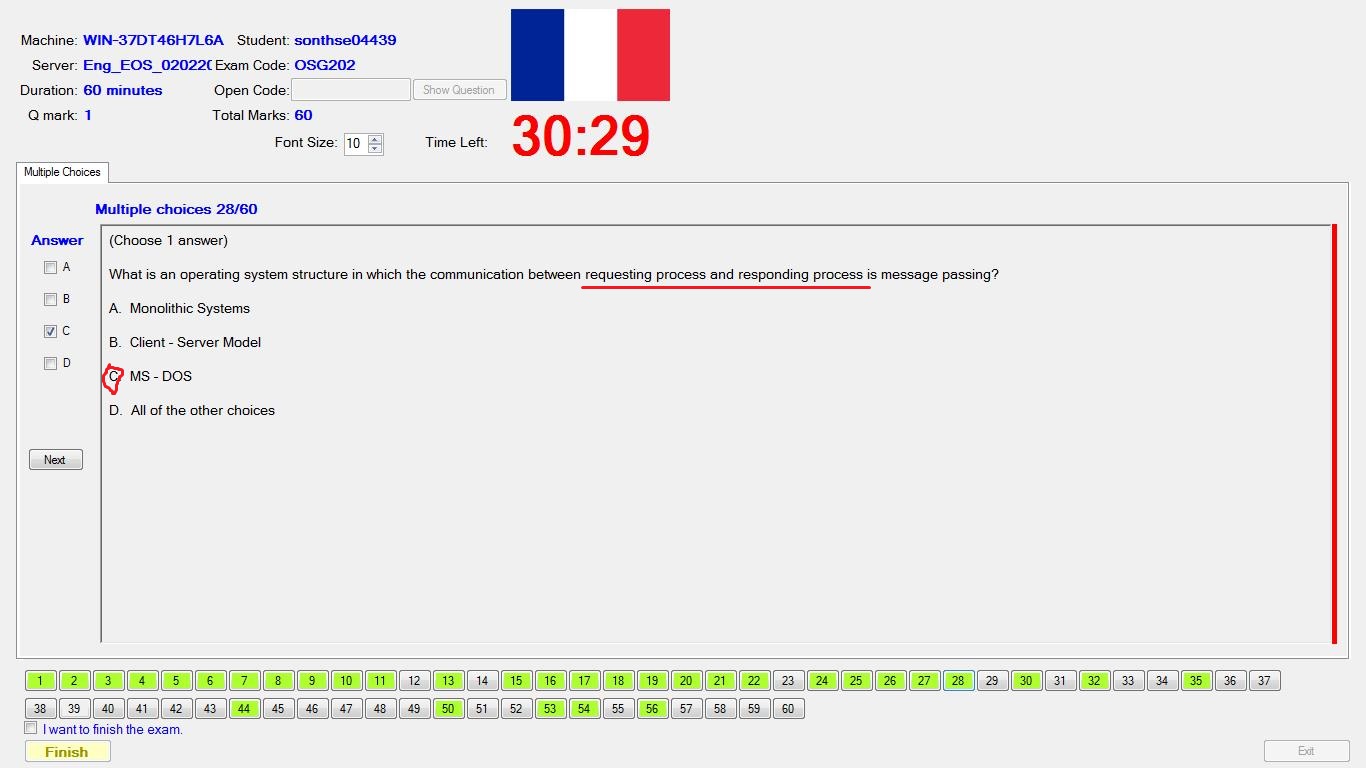 Machine: WIN-37DT46H7L6A Student: sonthse04439
Server: Eng_EOS_02022( Exam Code: OSG202
Duration: 60 minutes Open Code: Show Question
Q mark: 1 Total Marks: 60
Font Size: 10 Time Left: 30:29
Multiple Choices
Multiple choices 28/60
Answer
(Choose 1 answer)
A
What is an operating system structure in which the communication between requesting process and responding process is message passing?
B
A. Monolithic Systems
C
B. Client - Server Model
D
C. MS - DOS
D. All of the other choices
Next
1 2 3 4 5 6 7 8 9 10 11 12 13 14 15 16 17 18 19 20 21 22 23 24 25 26 27 28 29 30 31 32 33 34 35 36 37
38 39 40 41 42 43 44 45 46 47 48 49 50 51 52 53 54 55 56 57 58 59 60
I want to finish the exam.
Finish Exit